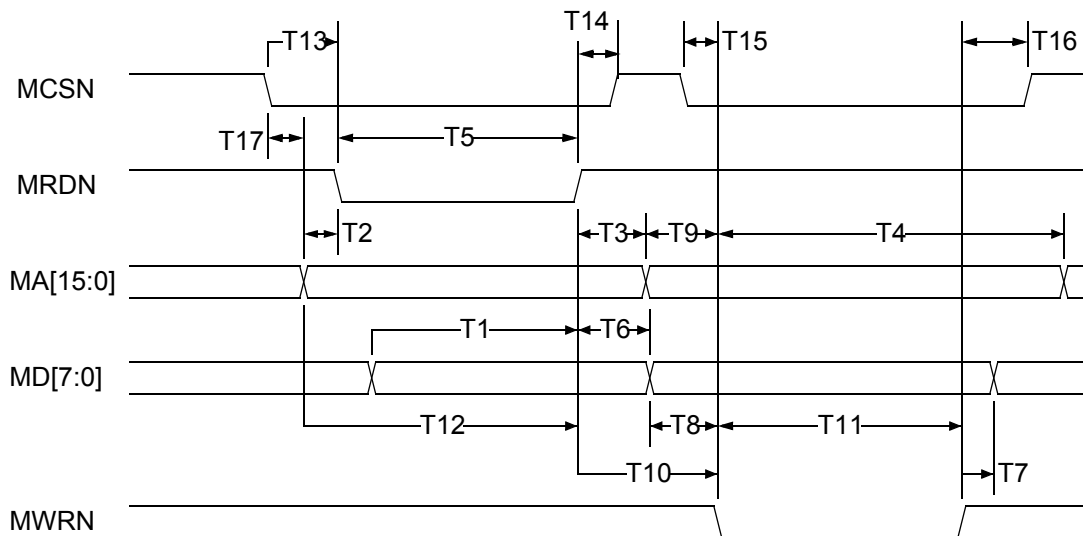 T14
T13
T15
T16
MCSN
T17
T5
MRDN
T2
T3
T9
T4
MA[15:0]
T1
T6
MD[7:0]
T12
T8
T11
T10
T7
MWRN